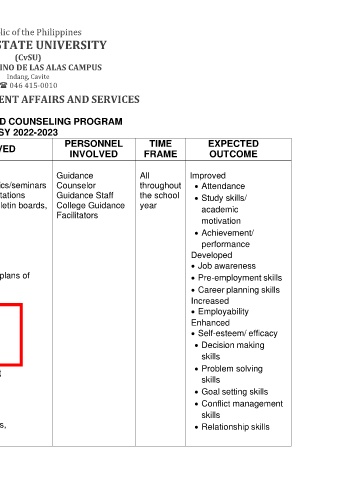 lic of the Philippines
STATE UNIVERSITY
(CvSU)
INO DE LAS ALAS CAMPUS
Indang, Cavite
☎ 046 415-0010
ENT AFFAIRS AND SERVICES
D COUNSELING PROGRAM
SY 2022-2023
VED
PERSONNEL
INVOLVED
TIME
FRAME
EXPECTED
OUTCOME
ics/seminars
tations
letin boards,
plans of
s,
Guidance
Counselor
Guidance Staff
College Guidance
Facilitators
All
throughout
the school
year
Improved
• Attendance
• Study skills/
academic
motivation
• Achievement/
performance
Developed
• Job awareness
• Pre-employment skills
• Career planning skills
Increased
• Employability
Enhanced
• Self-esteem/ efficacy
• Decision making
skills
• Problem solving
skills
• Goal setting skills
• Conflict management
skills
• Relationship skills